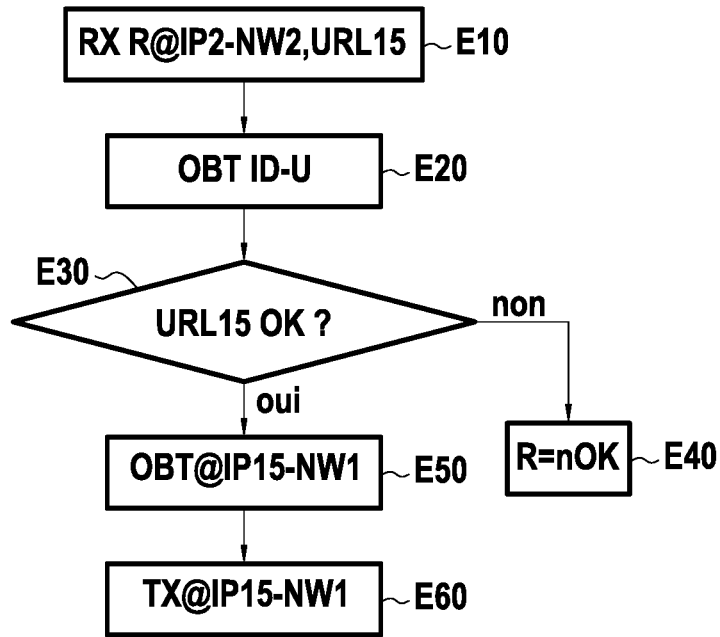 RX R@IP2-NW2,URL15 E10
OBT ID-U E20
E30
URL15 OK ?
non
oui
OBT@IP15-NW1 E50
R=nOK E40
TX@IP15-NW1 E60